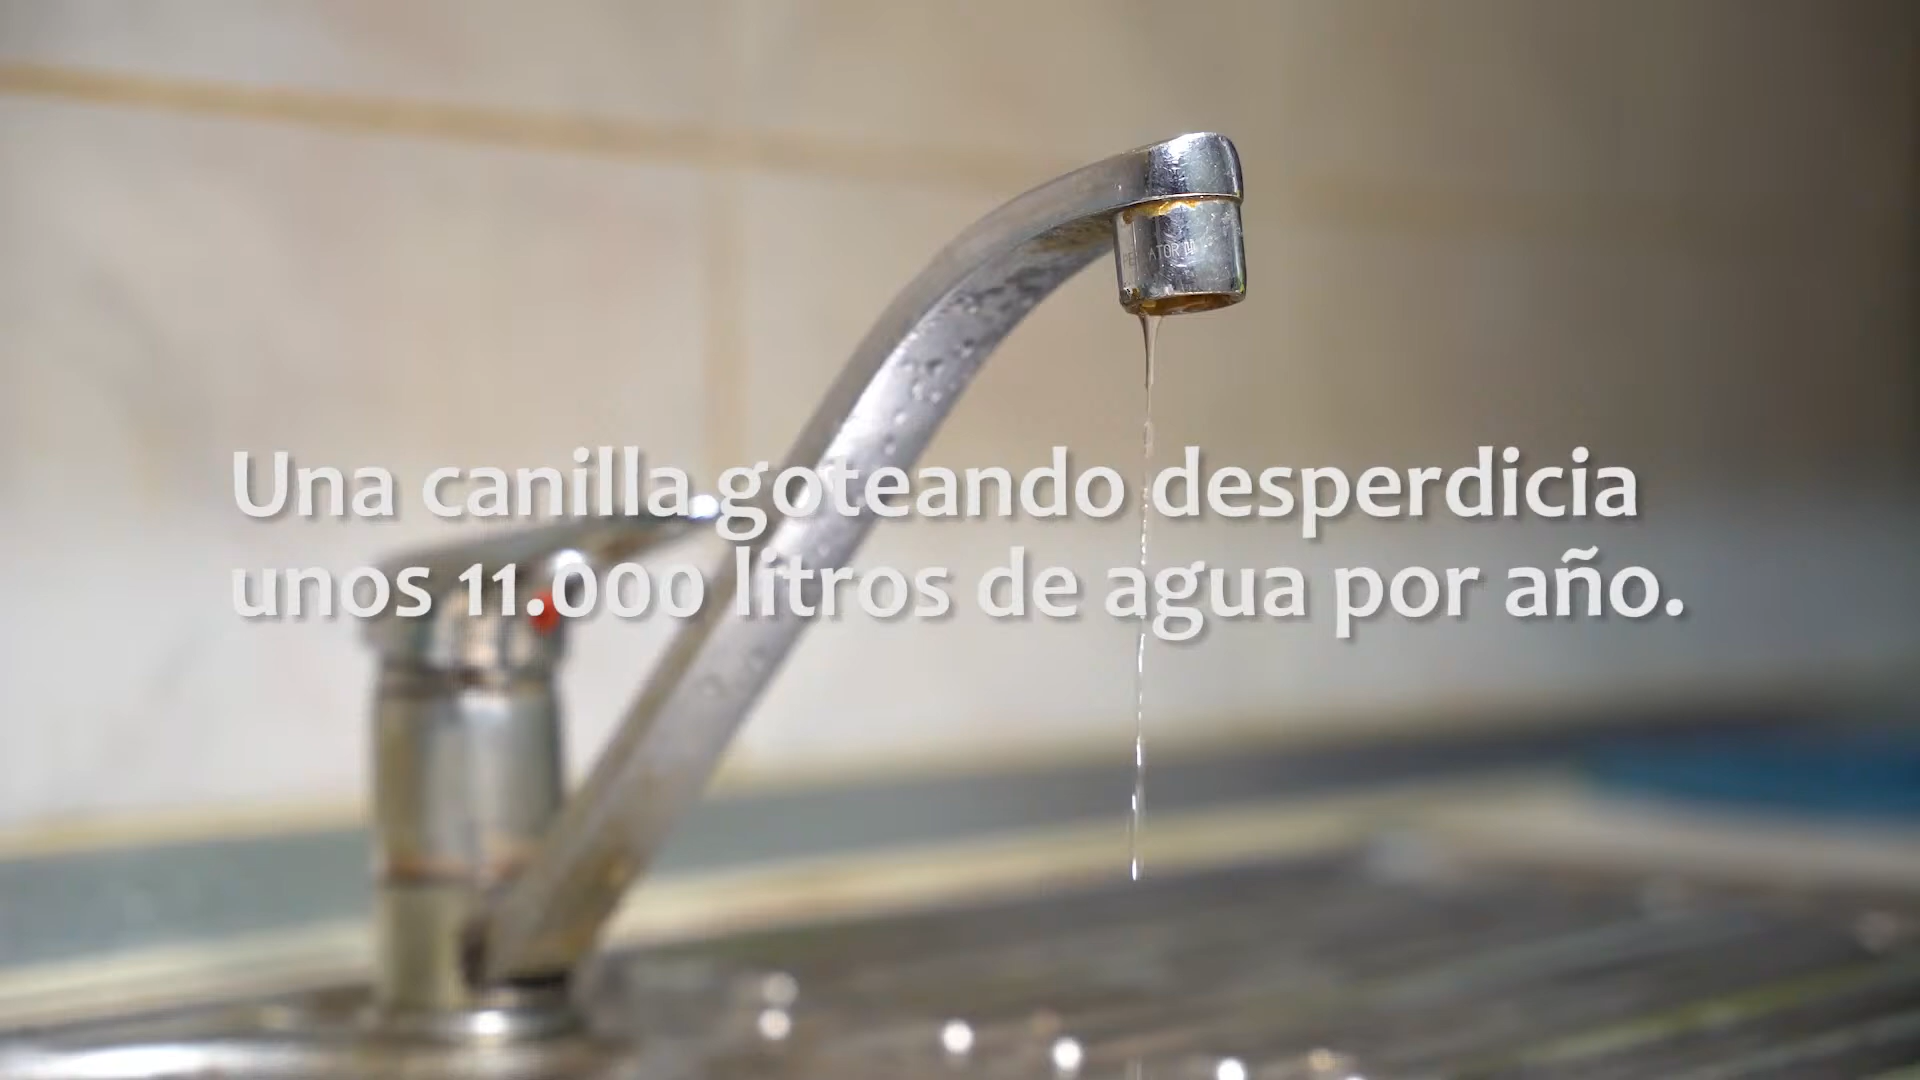 Una canilla goteando desperdicia
unos 11.000 litros de agua por año.